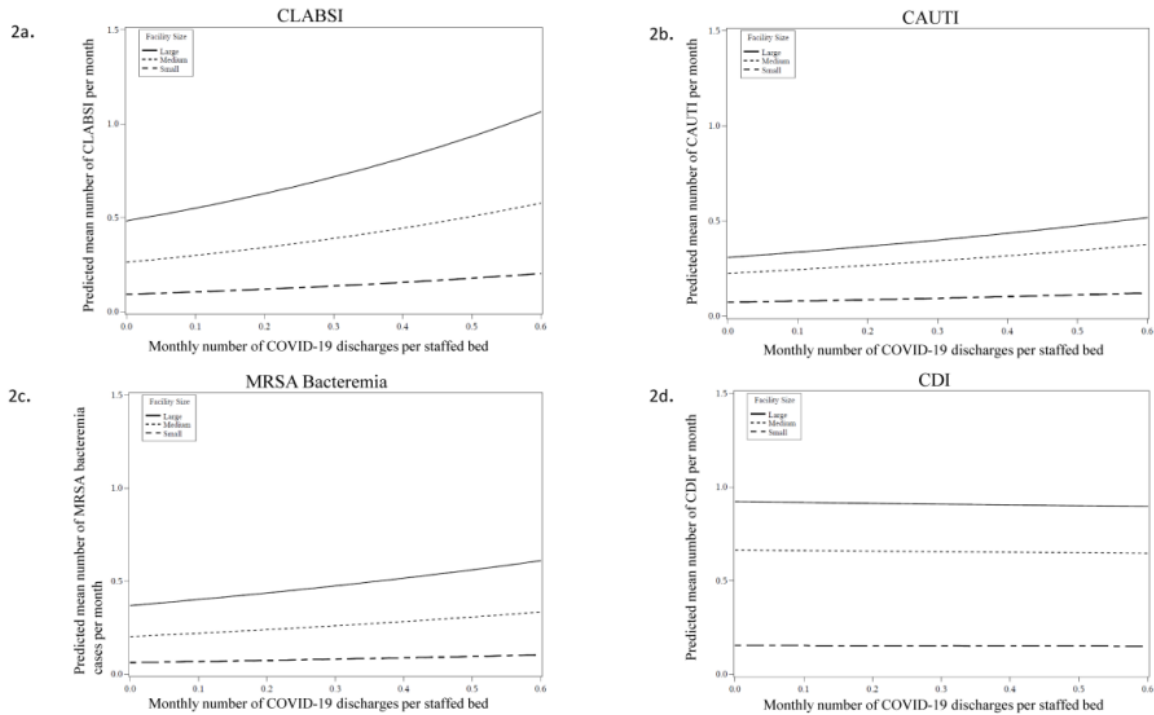 2a.
CLABSI
Predicted mean number of CLABSI per month
1.5
1.0
0.5
0.0
Facility Size
Large
Medium
Small
0.0 0.1 0.2 0.3 0.4 0.5 0.6
Monthly number of COVID-19 discharges per staffed bed
2b.
CAUTI
Predicted mean number of CAUTI per month
1.5
1.0
0.5
0.0
Facility Size
Large
Medium
Small
0.0 0.1 0.2 0.3 0.4 0.5 0.6
Monthly number of COVID-19 discharges per staffed bed
2c.
MRSA Bacteremia
Predicted mean number of MRSA bacteremia
cases per month
1.5
1.0
0.5
0.0
Facility Size
Large
Medium
Small
0.0 0.1 0.2 0.3 0.4 0.5 0.6
Monthly number of COVID-19 discharges per staffed bed
2d.
CDI
Predicted mean number of CDI per month
1.5
1.0
0.5
0.0
Facility Size
Large
Medium
Small
0.0 0.1 0.2 0.3 0.4 0.5 0.6
Monthly number of COVID-19 discharges per staffed bed